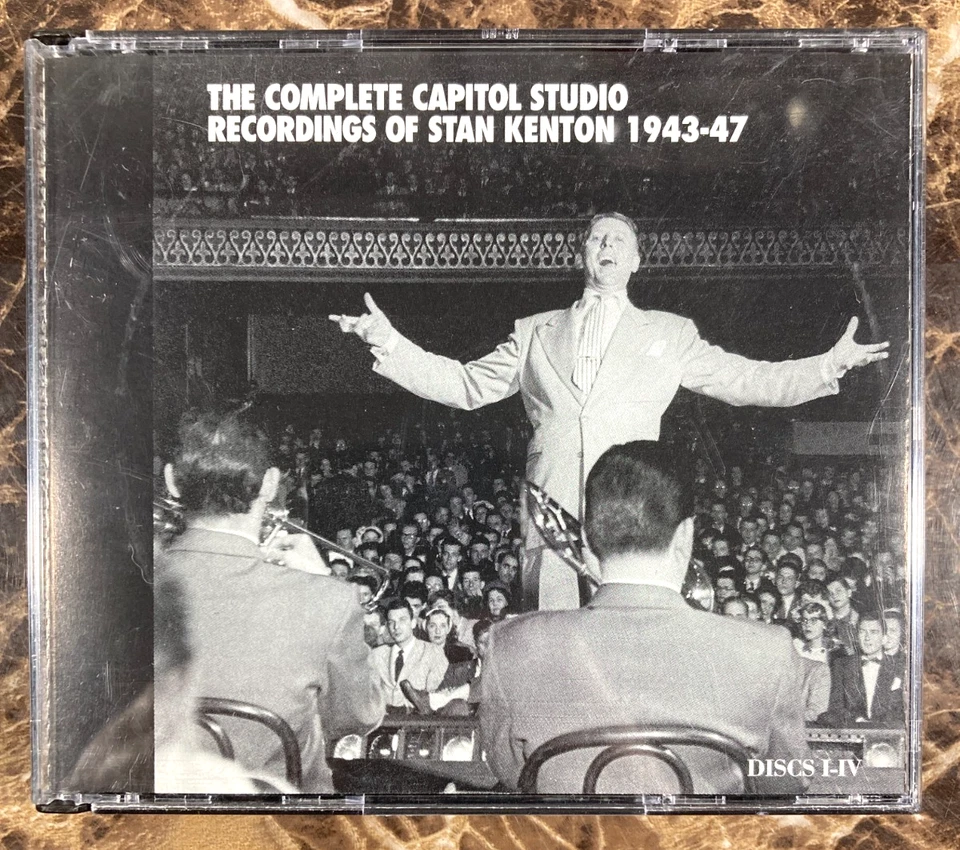 THE COMPLETE CAPITOL STUDIO
RECORDINGS OF STAN KENTON 1943-47
DISCS I-IV